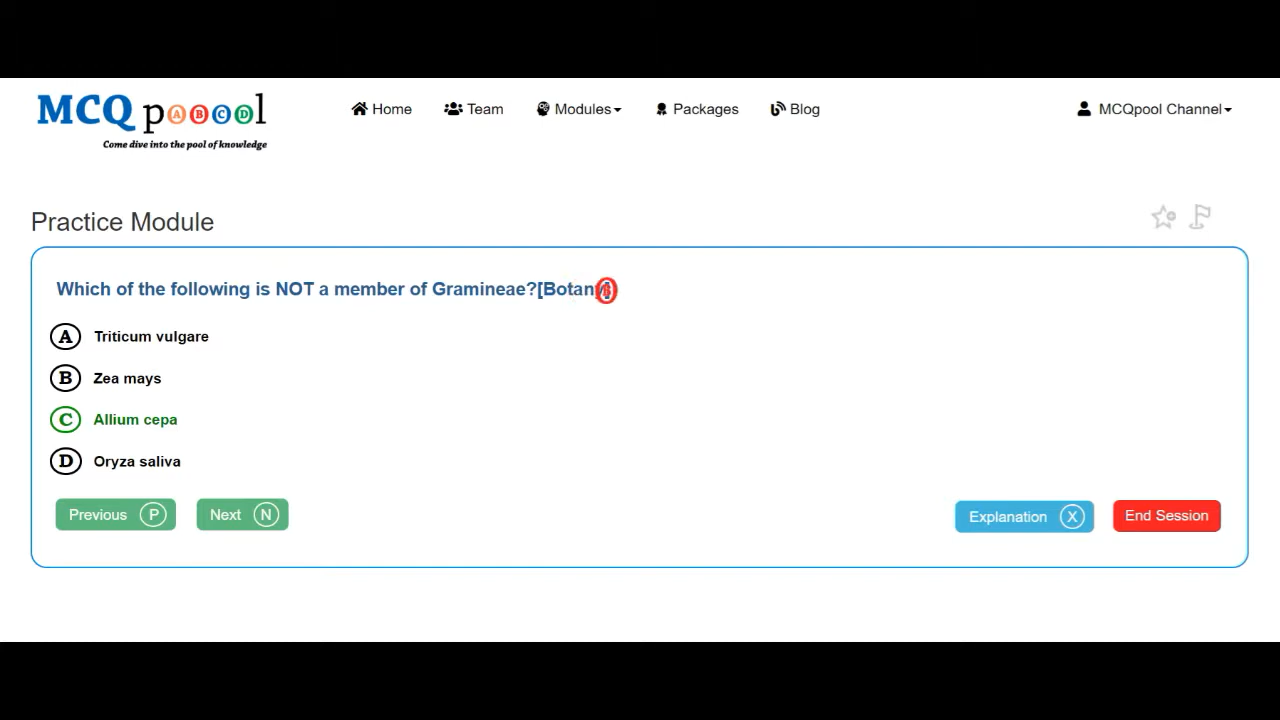 MCQ pABCDl
Come dive into the pool of knowledge
Home Team Modules Packages Blog MCQpool Channel
Practice Module
Which of the following is NOT a member of Gramineae?[Botany]
A Triticum vulgare
B Zea mays
C Allium cepa
D Oryza saliva
Previous P Next N Explanation X End Session